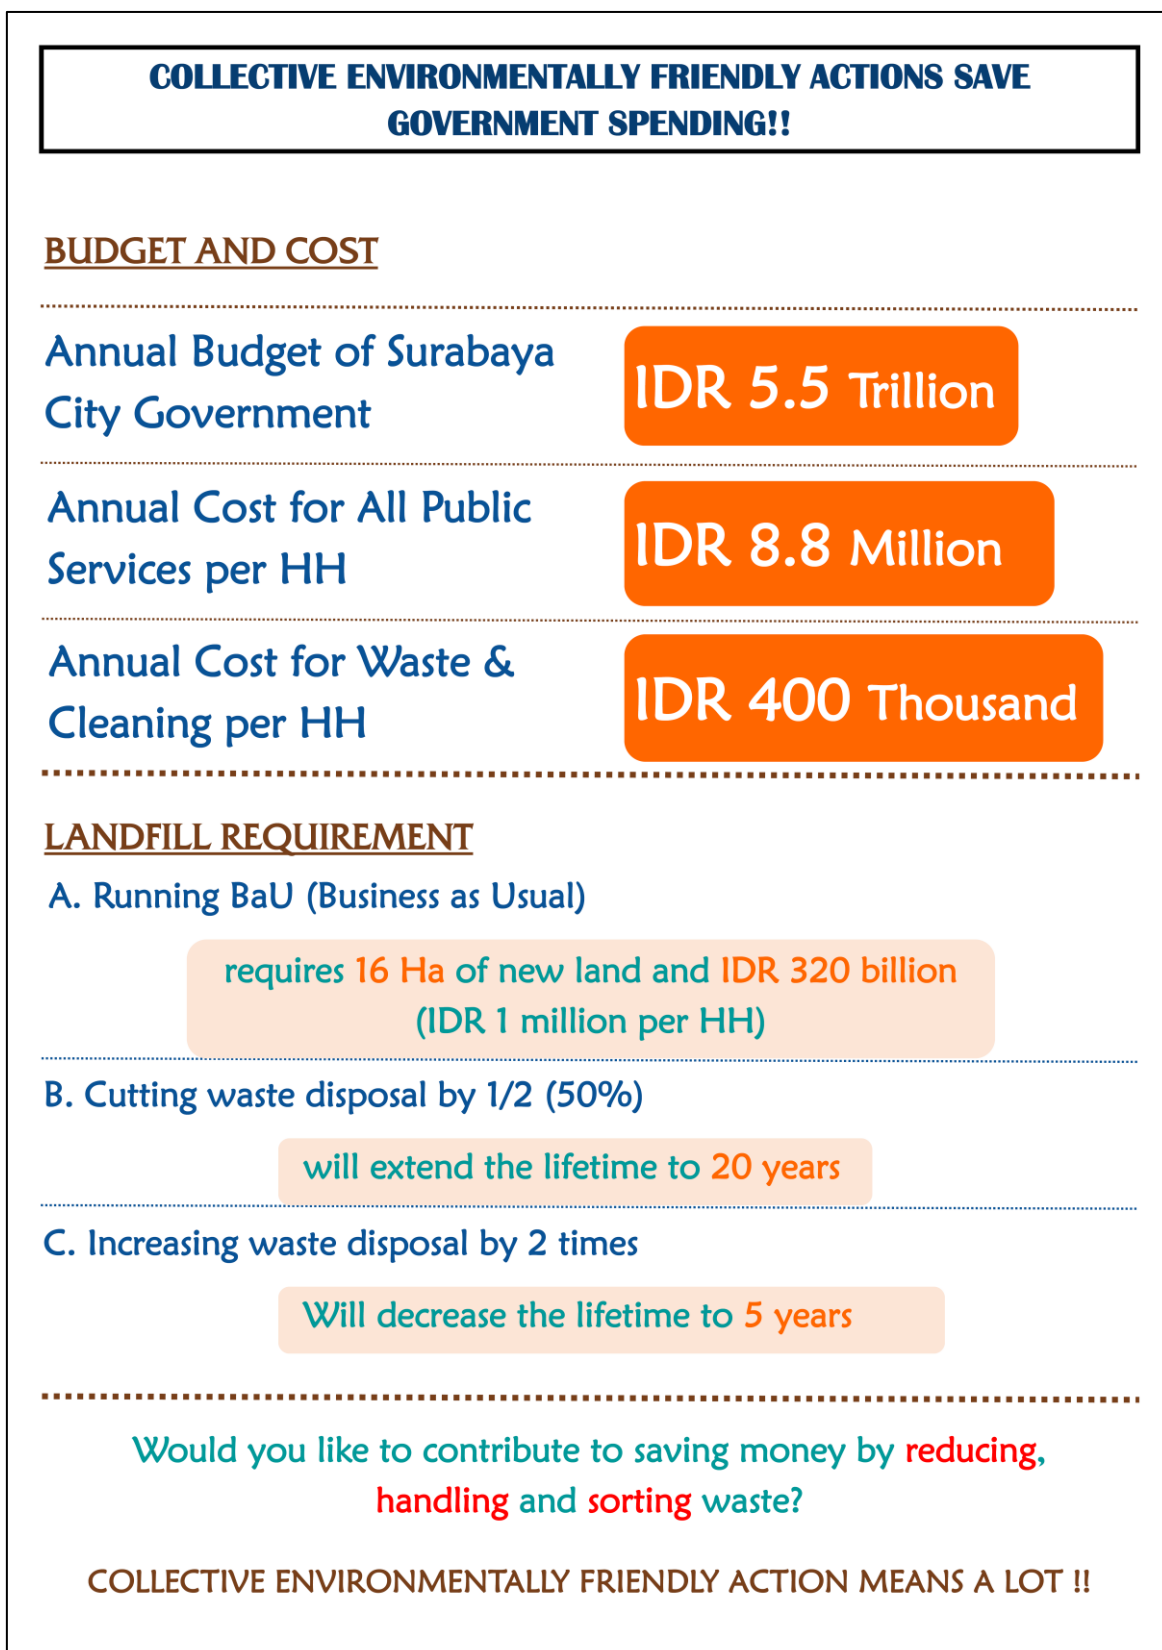 COLLECTIVE ENVIRONMENTALLY FRIENDLY ACTIONS SAVE
GOVERNMENT SPENDING!!
BUDGET AND COST
Annual Budget of Surabaya
City Government
IDR 5.5 Trillion
Annual Cost for All Public
Services per HH
IDR 8.8 Million
Annual Cost for Waste &
Cleaning per HH
IDR 400 Thousand
LANDFILL REQUIREMENT
A. Running BaU (Business as Usual)
requires 16 Ha of new land and IDR 320 billion
(IDR 1 million per HH)
B. Cutting waste disposal by 1/2 (50%)
will extend the lifetime to 20 years
C. Increasing waste disposal by 2 times
Will decrease the lifetime to 5 years
Would you like to contribute to saving money by reducing,
handling and sorting waste?
COLLECTIVE ENVIRONMENTALLY FRIENDLY ACTION MEANS A LOT !!